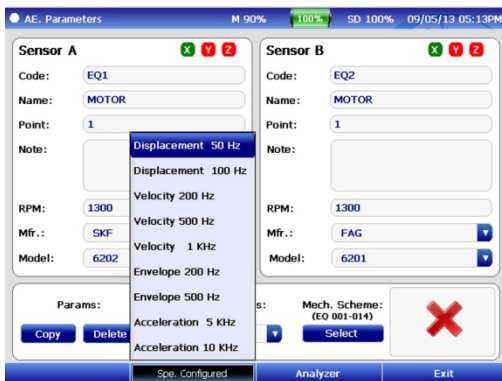 AE. Parameters M 90% 100% SD 100% 09/05/13 05:13PM
Sensor A X Y Z
Code: EQ1
Name: MOTOR
Point: 1
Note:
RPM: 1300
Mfr.: SKF
Model: 6202
Sensor B X Y Z
Code: EQ2
Name: MOTOR
Point: 1
Note:
RPM: 1300
Mfr.: FAG
Model: 6201
Displacement 50 Hz
Displacement 100 Hz
Velocity 200 Hz
Velocity 500 Hz
Velocity 1 KHz
Envelope 200 Hz
Envelope 500 Hz
Acceleration 5 KHz
Acceleration 10 KHz
Params:
Copy Delete
s:
Mech. Scheme:
(EQ 001-014)
Select
Spe. Configured Analyzer Exit